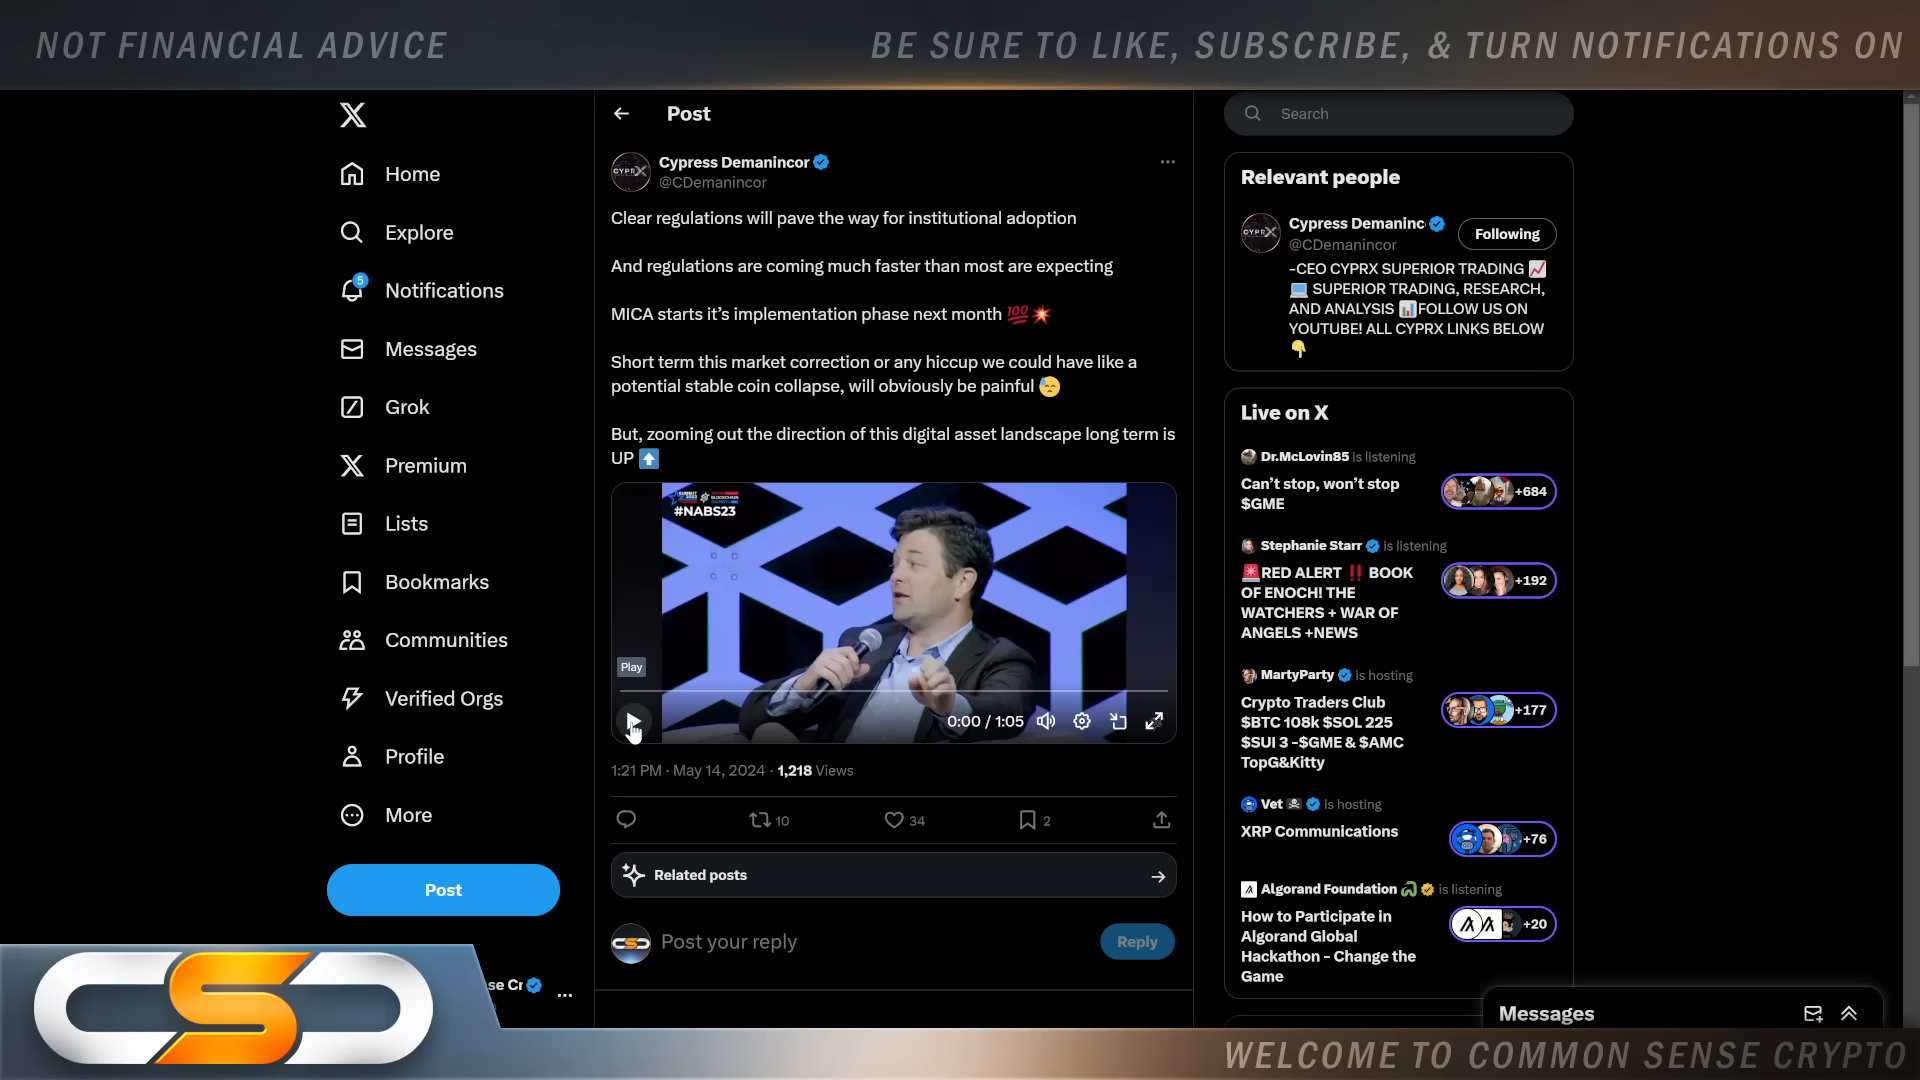 NOT FINANCIAL ADVICE
BE SURE TO LIKE, SUBSCRIBE, & TURN NOTIFICATIONS ON
Home
Explore
5
Notifications
Messages
Grok
Premium
Lists
Bookmarks
Communities
Verified Orgs
Profile
More
Post
se Cr
Post
CYPRX
Cypress Demanincor
@CDemanincor
Clear regulations will pave the way for institutional adoption
And regulations are coming much faster than most are expecting
MICA starts it’s implementation phase next month 💯💥
Short term this market correction or any hiccup we could have like a
potential stable coin collapse, will obviously be painful 😓
But, zooming out the direction of this digital asset landscape long term is
UP ⬆️
#NABS23
Play
0:00 / 1:05
1:21 PM · May 14, 2024 · 1,218 Views
10
34
2
Related posts
Post your reply
Reply
Search
Relevant people
CYPRX
Cypress Demaninc
@CDemanincor
Following
-CEO CYPRX SUPERIOR TRADING 📈
💻 SUPERIOR TRADING, RESEARCH,
AND ANALYSIS 📊FOLLOW US ON
YOUTUBE! ALL CYPRX LINKS BELOW
👇
Live on X
Dr.McLovin85 is listening
Can’t stop, won’t stop
$GME
+684
Stephanie Starr is listening
🚨RED ALERT ‼️ BOOK
OF ENOCH! THE
WATCHERS + WAR OF
ANGELS +NEWS
+192
MartyParty is hosting
Crypto Traders Club
$BTC 108k $SOL 225
$SUI 3 -$GME & $AMC
TopG&Kitty
+177
Vet is hosting
XRP Communications
+76
Algorand Foundation is listening
How to Participate in
Algorand Global
Hackathon - Change the
Game
+20
Messages
CSC
WELCOME TO COMMON SENSE CRYPTO